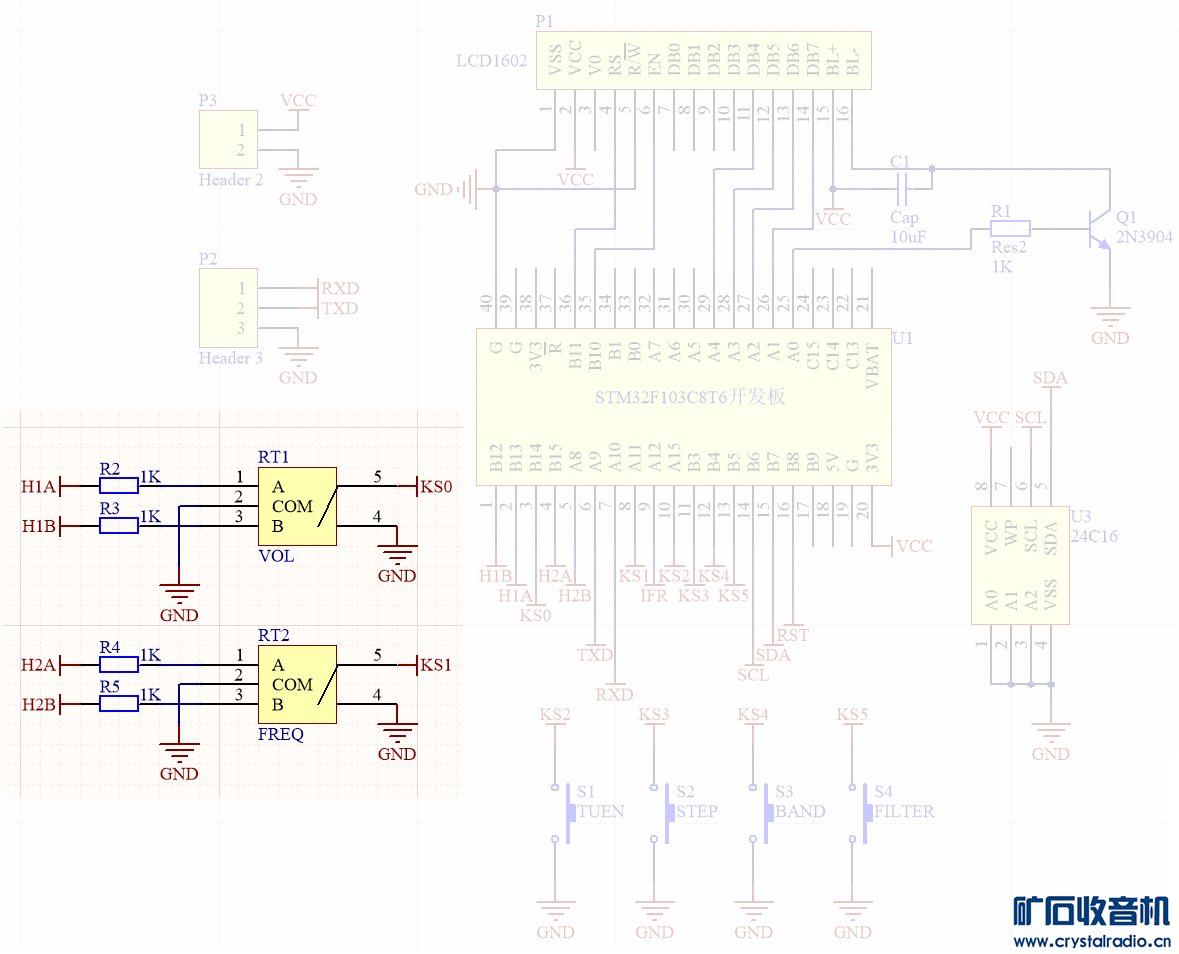 P1
LCD1602
VSS VCC V0 RS R/W EN DB0 DB1 DB2 DB3 DB4 DB5 DB6 DB7 BL+ BL-
1 2 3 4 5 6 7 8 9 10 11 12 13 14 15 16
P3
VCC
1
2
Header 2
GND
GND
VCC
VCC
C1
Cap
10uF
R1
Res2
1K
Q1
2N3904
GND
P2
1
RXD
2
TXD
3
Header 3
GND
40 39 38 37 36 35 34 33 32 31 30 29 28 27 26 25 24 23 22 21
U1
G G 3V3 R B11 B10 B1 B0 A7 A6 A5 A4 A3 A2 A1 A0 C15 C14 C13 VBAT
STM32F103C8T6开发板
B12 B13 B14 B15 A8 A9 A10 A11 A12 A15 B3 B4 B5 B6 B7 B8 B9 5V G 3V3
1 2 3 4 5 6 7 8 9 10 11 12 13 14 15 16 17 18 19 20
VCC
H1B H2A KS1 KS2 KS4
H1A H2B IFR KS3 KS5
KS0
RST
TXD SDA
SCL
RXD
SDA
VCC SCL
8 7 6 5
U3
24C16
VCC WP SCL SDA
A0 A1 A2 VSS
1 2 3 4
GND
RT1
H1A R2 1K 1 A 5 KS0
2 COM
H1B R3 1K 3 B 4
VOL
GND
GND
RT2
H2A R4 1K 1 A 5 KS1
2 COM
H2B R5 1K 3 B 4
FREQ
GND
GND
KS2 KS3 KS4 KS5
S1 S2 S3 S4
TUEN STEP BAND FILTER
GND GND GND GND
矿石收音机
www.crystalradio.cn